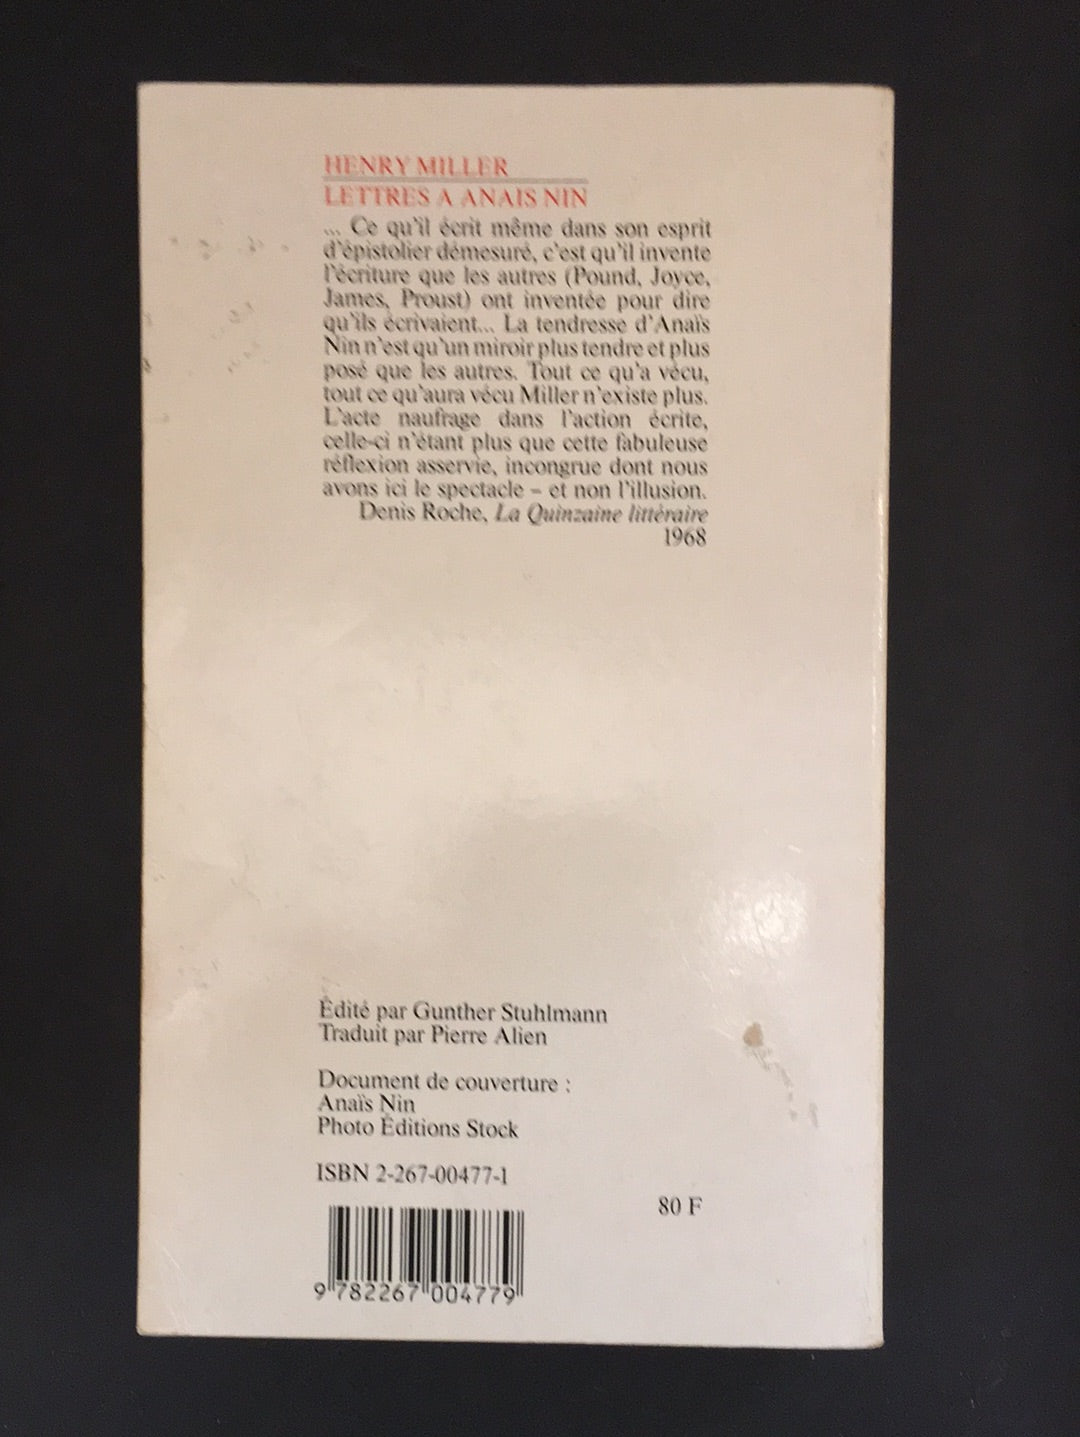 HENRY MILLER
LETTRES A ANAIS NIN
... Ce qu'il écrit même dans son esprit
d'épistolier démesuré, c'est qu'il invente
l'écriture que les autres (Pound, Joyce,
James, Proust) ont inventée pour dire
qu'ils écrivaient... La tendresse d'Anaïs
Nin n'est qu'un miroir plus tendre et plus
posé que les autres. Tout ce qu'a vécu,
tout ce qu'aura vécu Miller n'existe plus.
L'acte naufrage dans l'action écrite,
celle-ci n'étant plus que cette fabuleuse
réflexion asservie, incongrue dont nous
avons ici le spectacle – et non l'illusion.
Denis Roche, La Quinzaine littéraire
1968
Édité par Gunther Stuhlmann
Traduit par Pierre Alien
Document de couverture :
Anaïs Nin
Photo Éditions Stock
ISBN 2-267-00477-1
80 F
9 782267 004779